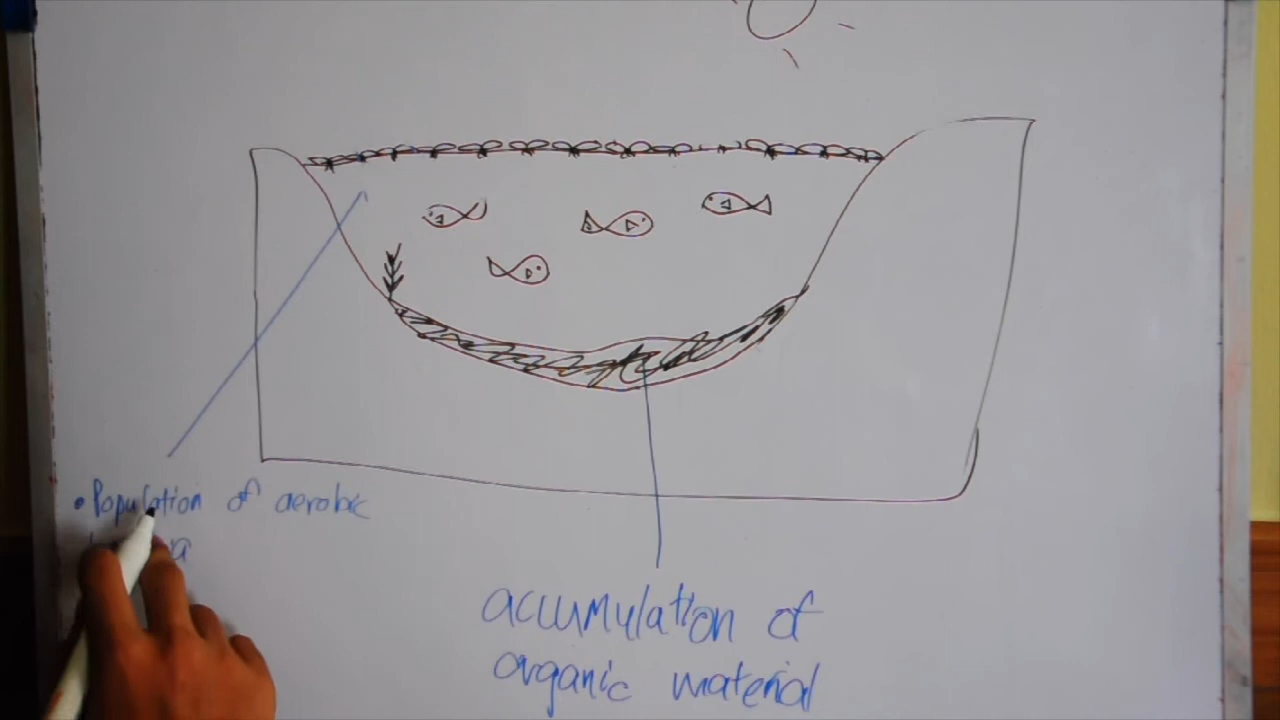 • Population of aerobic
accumulation of
organic material